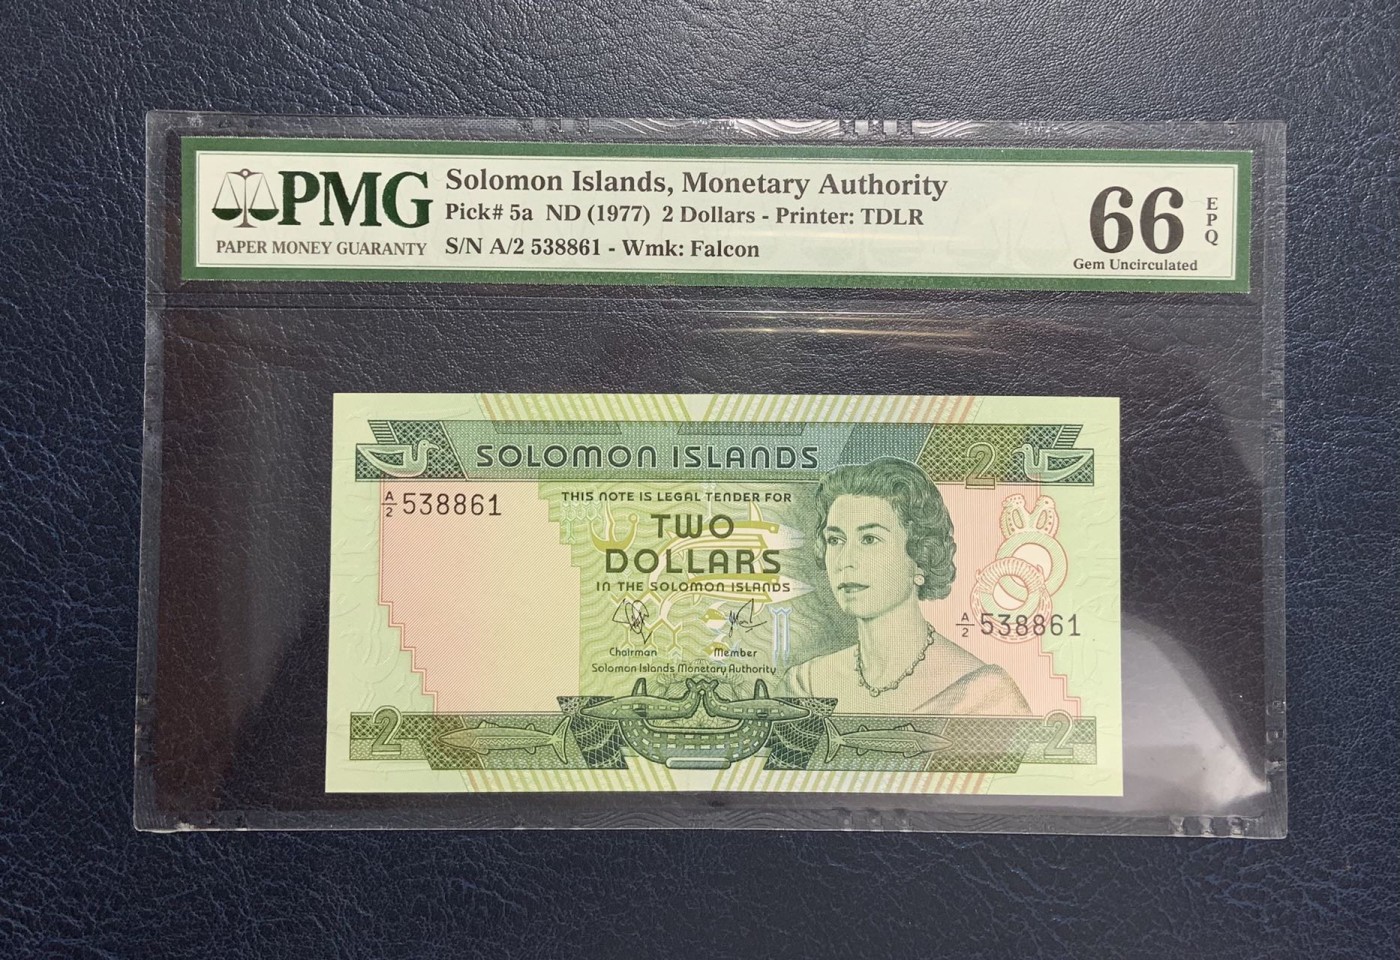 PMG
PAPER MONEY GUARANTY
Solomon Islands, Monetary Authority
Pick# 5a ND (1977) 2 Dollars - Printer: TDLR
S/N A/2 538861 - Wmk: Falcon
66
EPQ
Gem Uncirculated
SOLOMON ISLANDS
2
A/2 538861
THIS NOTE IS LEGAL TENDER FOR
TWO
DOLLARS
IN THE SOLOMON ISLANDS
A/2 538861
Chairman Member
Solomon Islands Monetary Authority
2 2